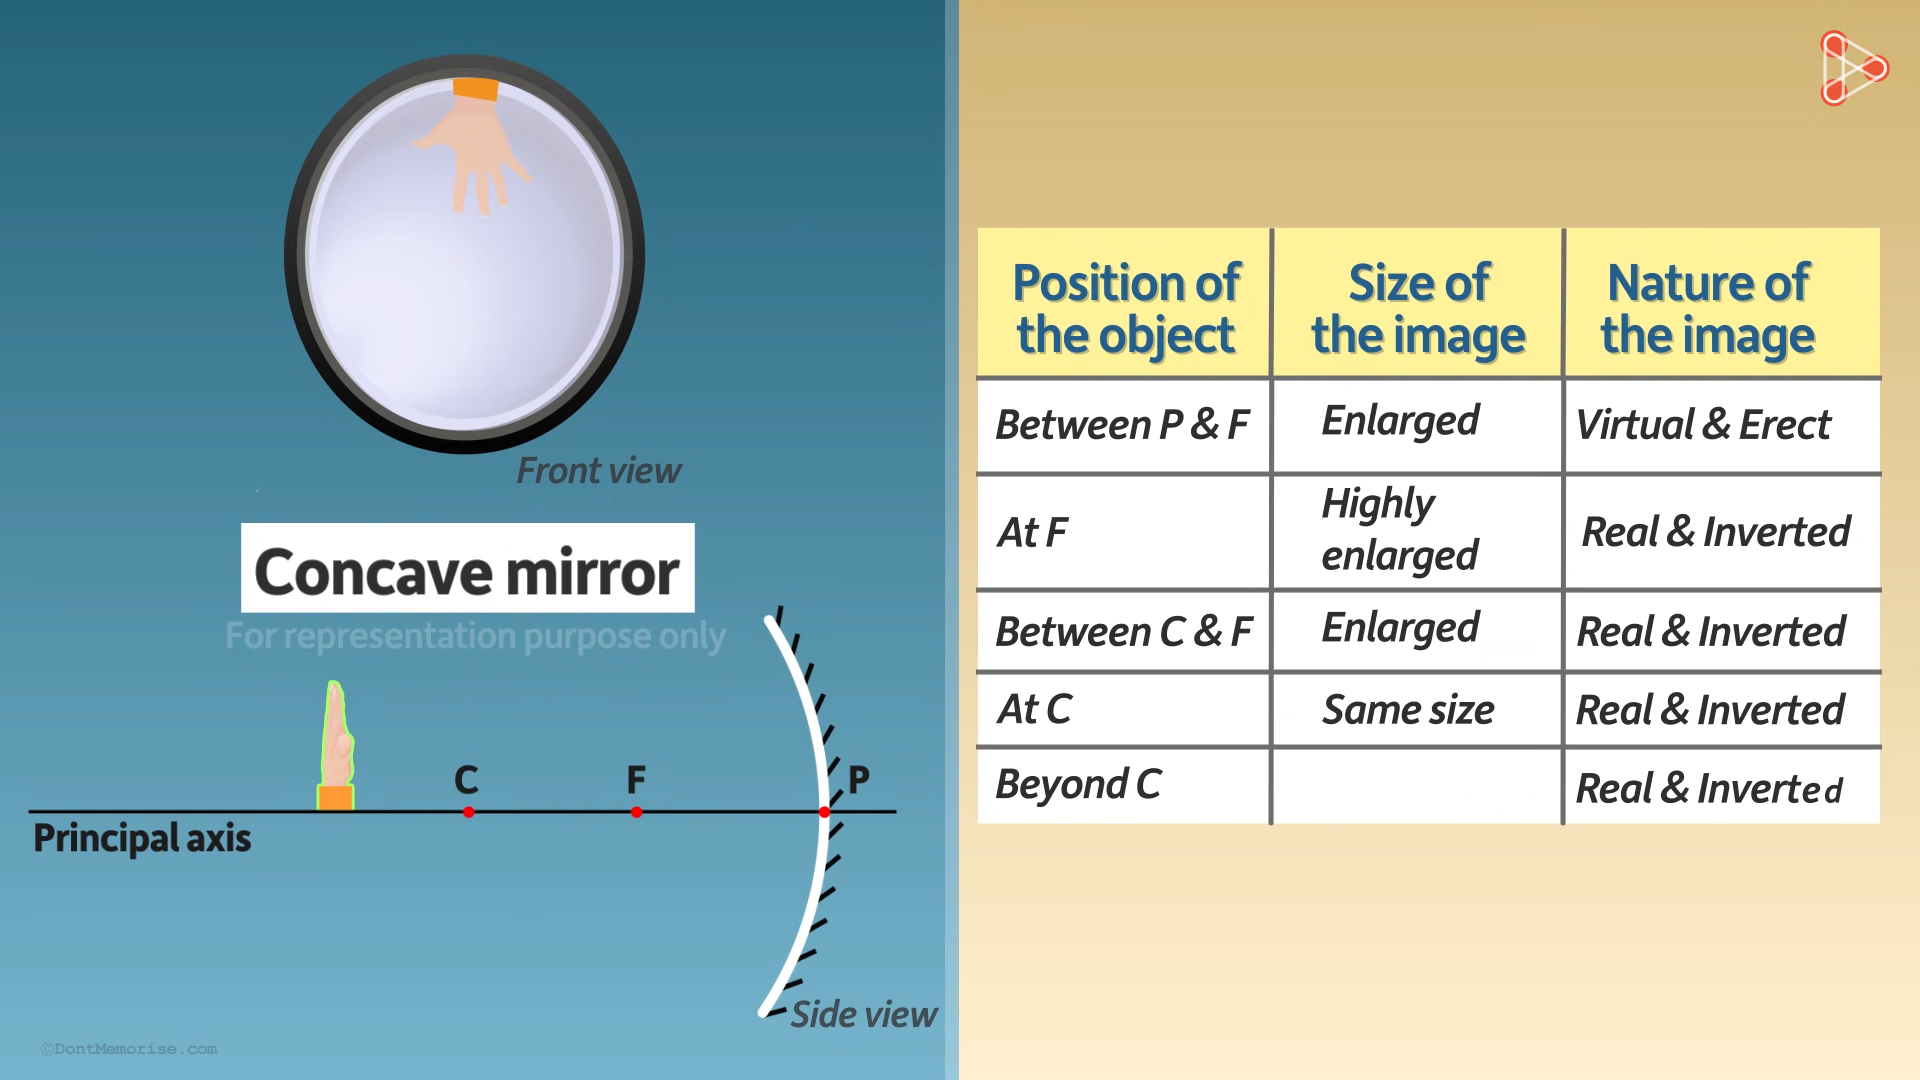 Front view
Concave mirror
For representation purpose only
C
F
P
Principal axis
Side view
©DontMemorise.com
Position of the object
Size of the image
Nature of the image
Between P & F
Enlarged
Virtual & Erect
At F
Highly enlarged
Real & Inverted
Between C & F
Enlarged
Real & Inverted
At C
Same size
Real & Inverted
Beyond C
Real & Inverted